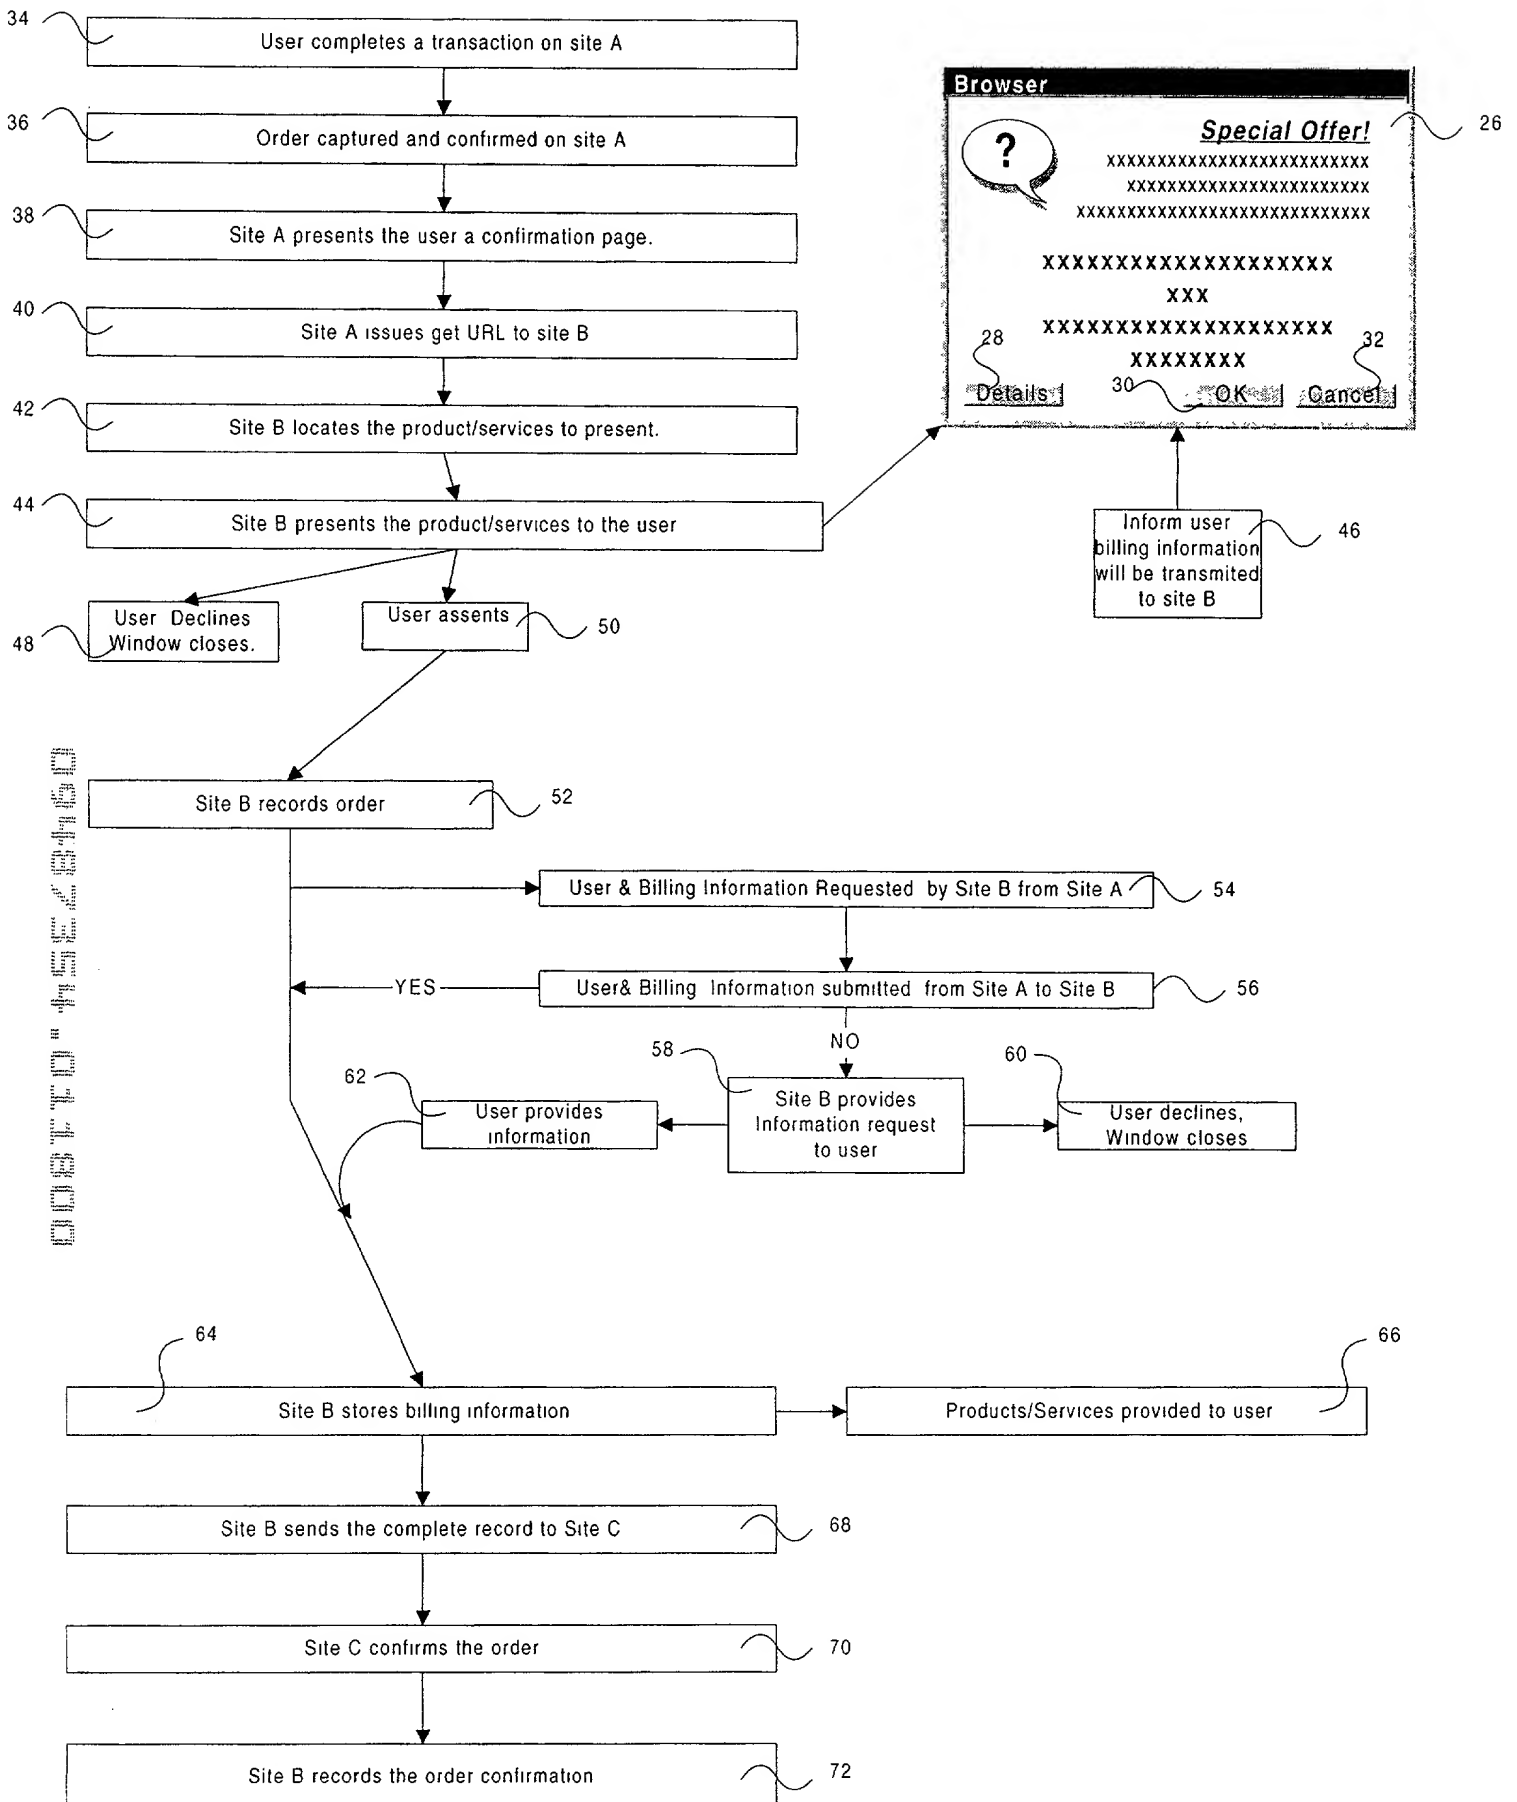 34
User completes a transaction on site A
36
Order captured and confirmed on site A
38
Site A presents the user a confirmation page.
40
Site A issues get URL to site B
42
Site B locates the product/services to present.
44
Site B presents the product/services to the user
Browser
?
Special Offer!
26
xxxxxxxxxxxxxxxxxxxxxxxxxx
xxxxxxxxxxxxxxxxxxxxxxxx
xxxxxxxxxxxxxxxxxxxxxxxxxxxxx
xxxxxxxxxxxxxxxxxxxx
xxx
xxxxxxxxxxxxxxxxxxxx
xxxxxxxx
28
30
32
Details
OK
Cancel
Inform user
billing information
will be transmited
to site B
46
User Declines
Window closes.
48
User assents
50
Site B records order
52
User & Billing Information Requested by Site B from Site A
54
YES
User& Billing Information submitted from Site A to Site B
56
NO
58
Site B provides
Information request
to user
60
User declines,
Window closes
62
User provides
information
64
Site B stores billing information
66
Products/Services provided to user
Site B sends the complete record to Site C
68
Site C confirms the order
70
Site B records the order confirmation
72